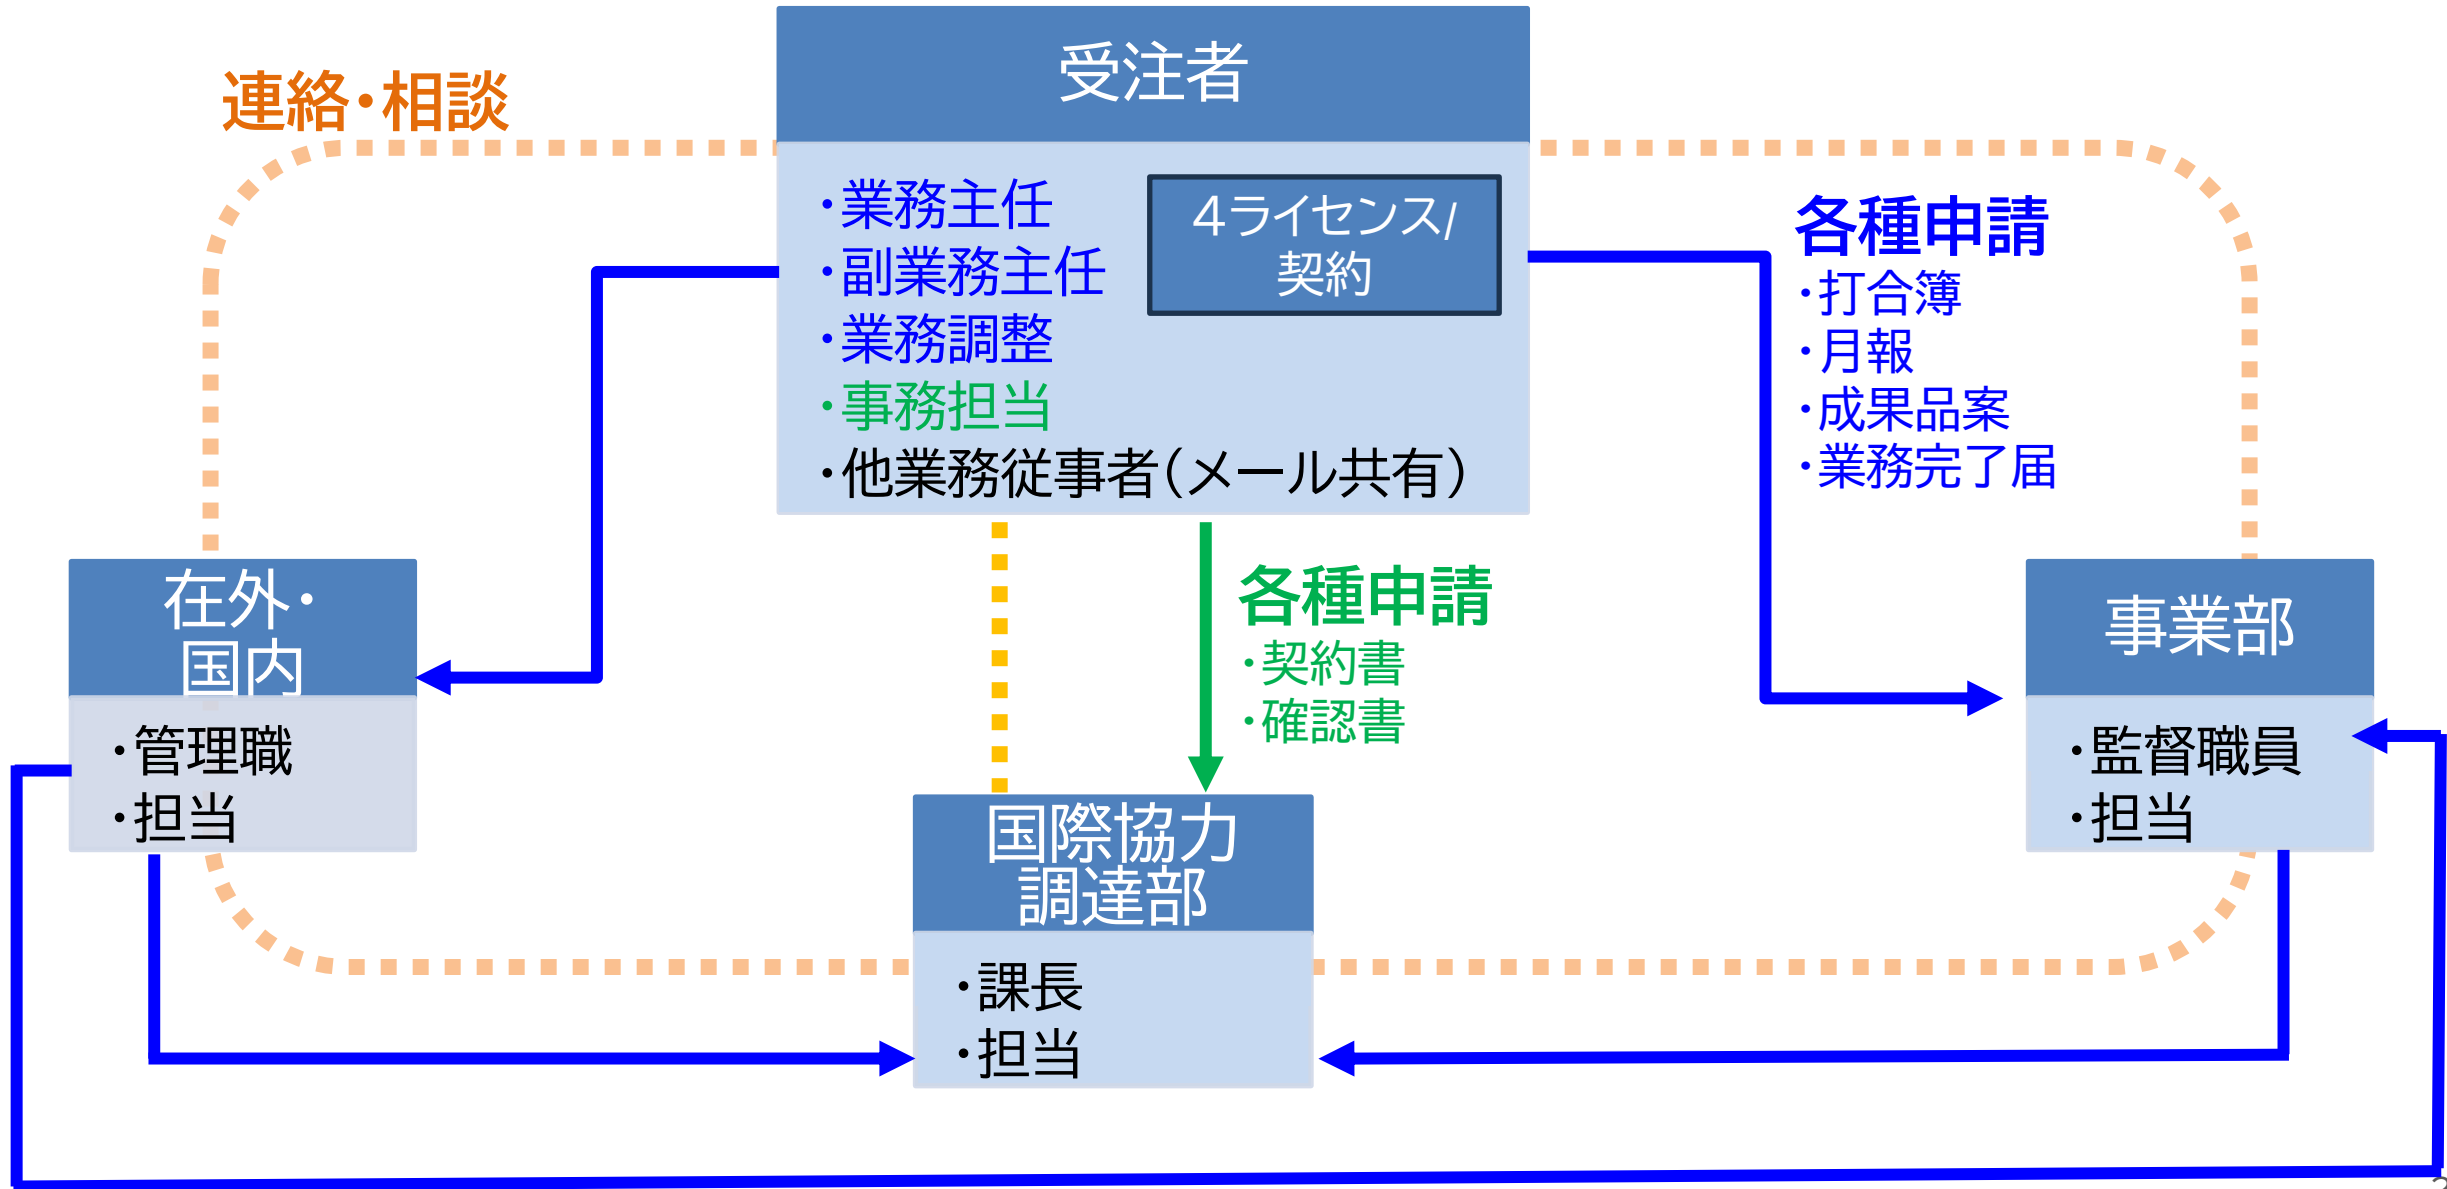 受注者
連絡・相談
・業務主任
・副業務主任
・業務調整
・事務担当
・他業務従事者(メール共有)
4ライセンス/
契約
各種申請
・打合簿
・月報
・成果品案
・業務完了届
在外・
国内
・管理職
・担当
各種申請
・契約書
・確認書
事業部
・監督職員
・担当
国際協力
調達部
・課長
・担当